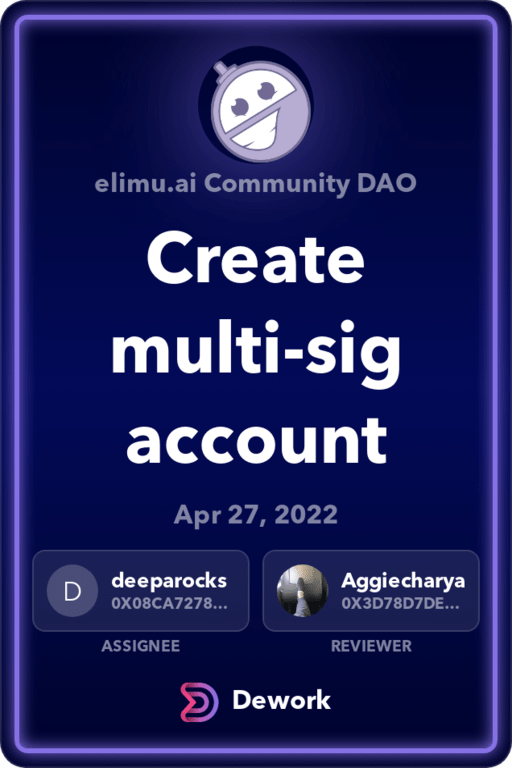 elimu.ai Community DAO
Create
multi-sig
account
Apr 27, 2022
D
deeparocks
0X08CA7278...
ASSIGNEE
Aggiecharya
0X3D78D7DE...
REVIEWER
Dework